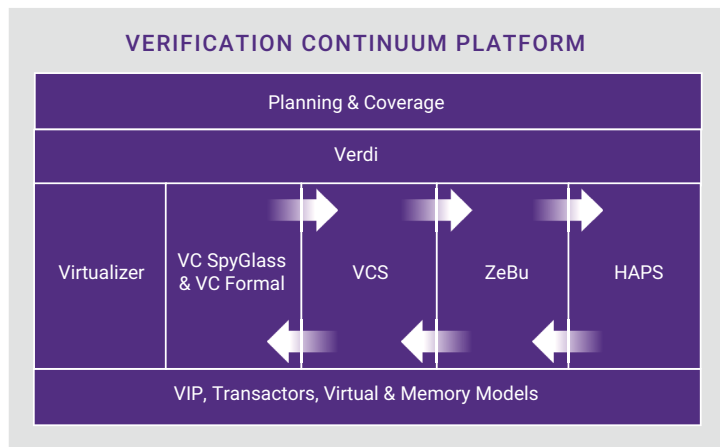 VERIFICATION CONTINUUM PLATFORM
Planning & Coverage
Verdi
Virtualizer
VC SpyGlass
& VC Formal
VCS
ZeBu
HAPS
VIP, Transactors, Virtual & Memory Models